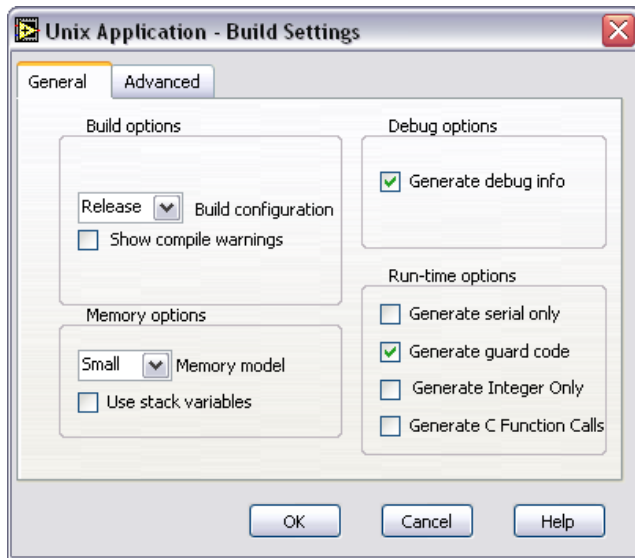 Unix Application - Build Settings
General
Advanced
Build options
Release
Build configuration
Show compile warnings
Memory options
Small
Memory model
Use stack variables
Debug options
Generate debug info
Run-time options
Generate serial only
Generate guard code
Generate Integer Only
Generate C Function Calls
OK
Cancel
Help